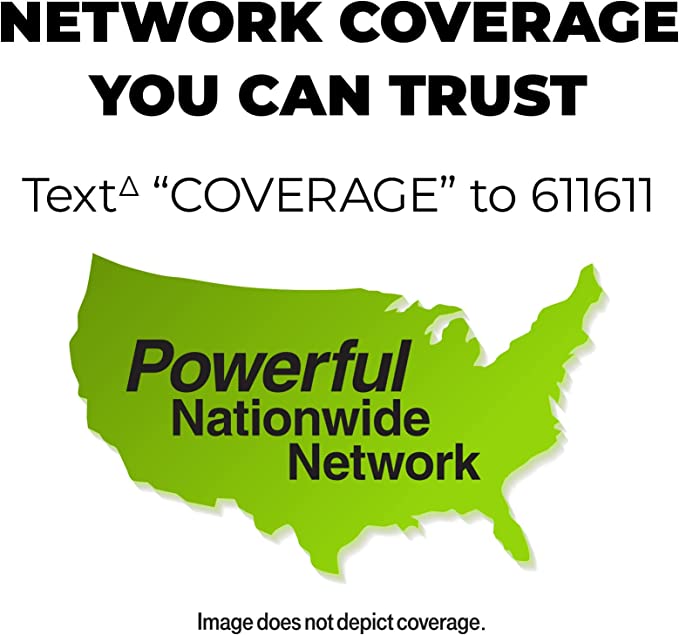 NETWORK COVERAGE
YOU CAN TRUST
Text△ “COVERAGE” to 611611
Powerful
Nationwide
Network
Image does not depict coverage.